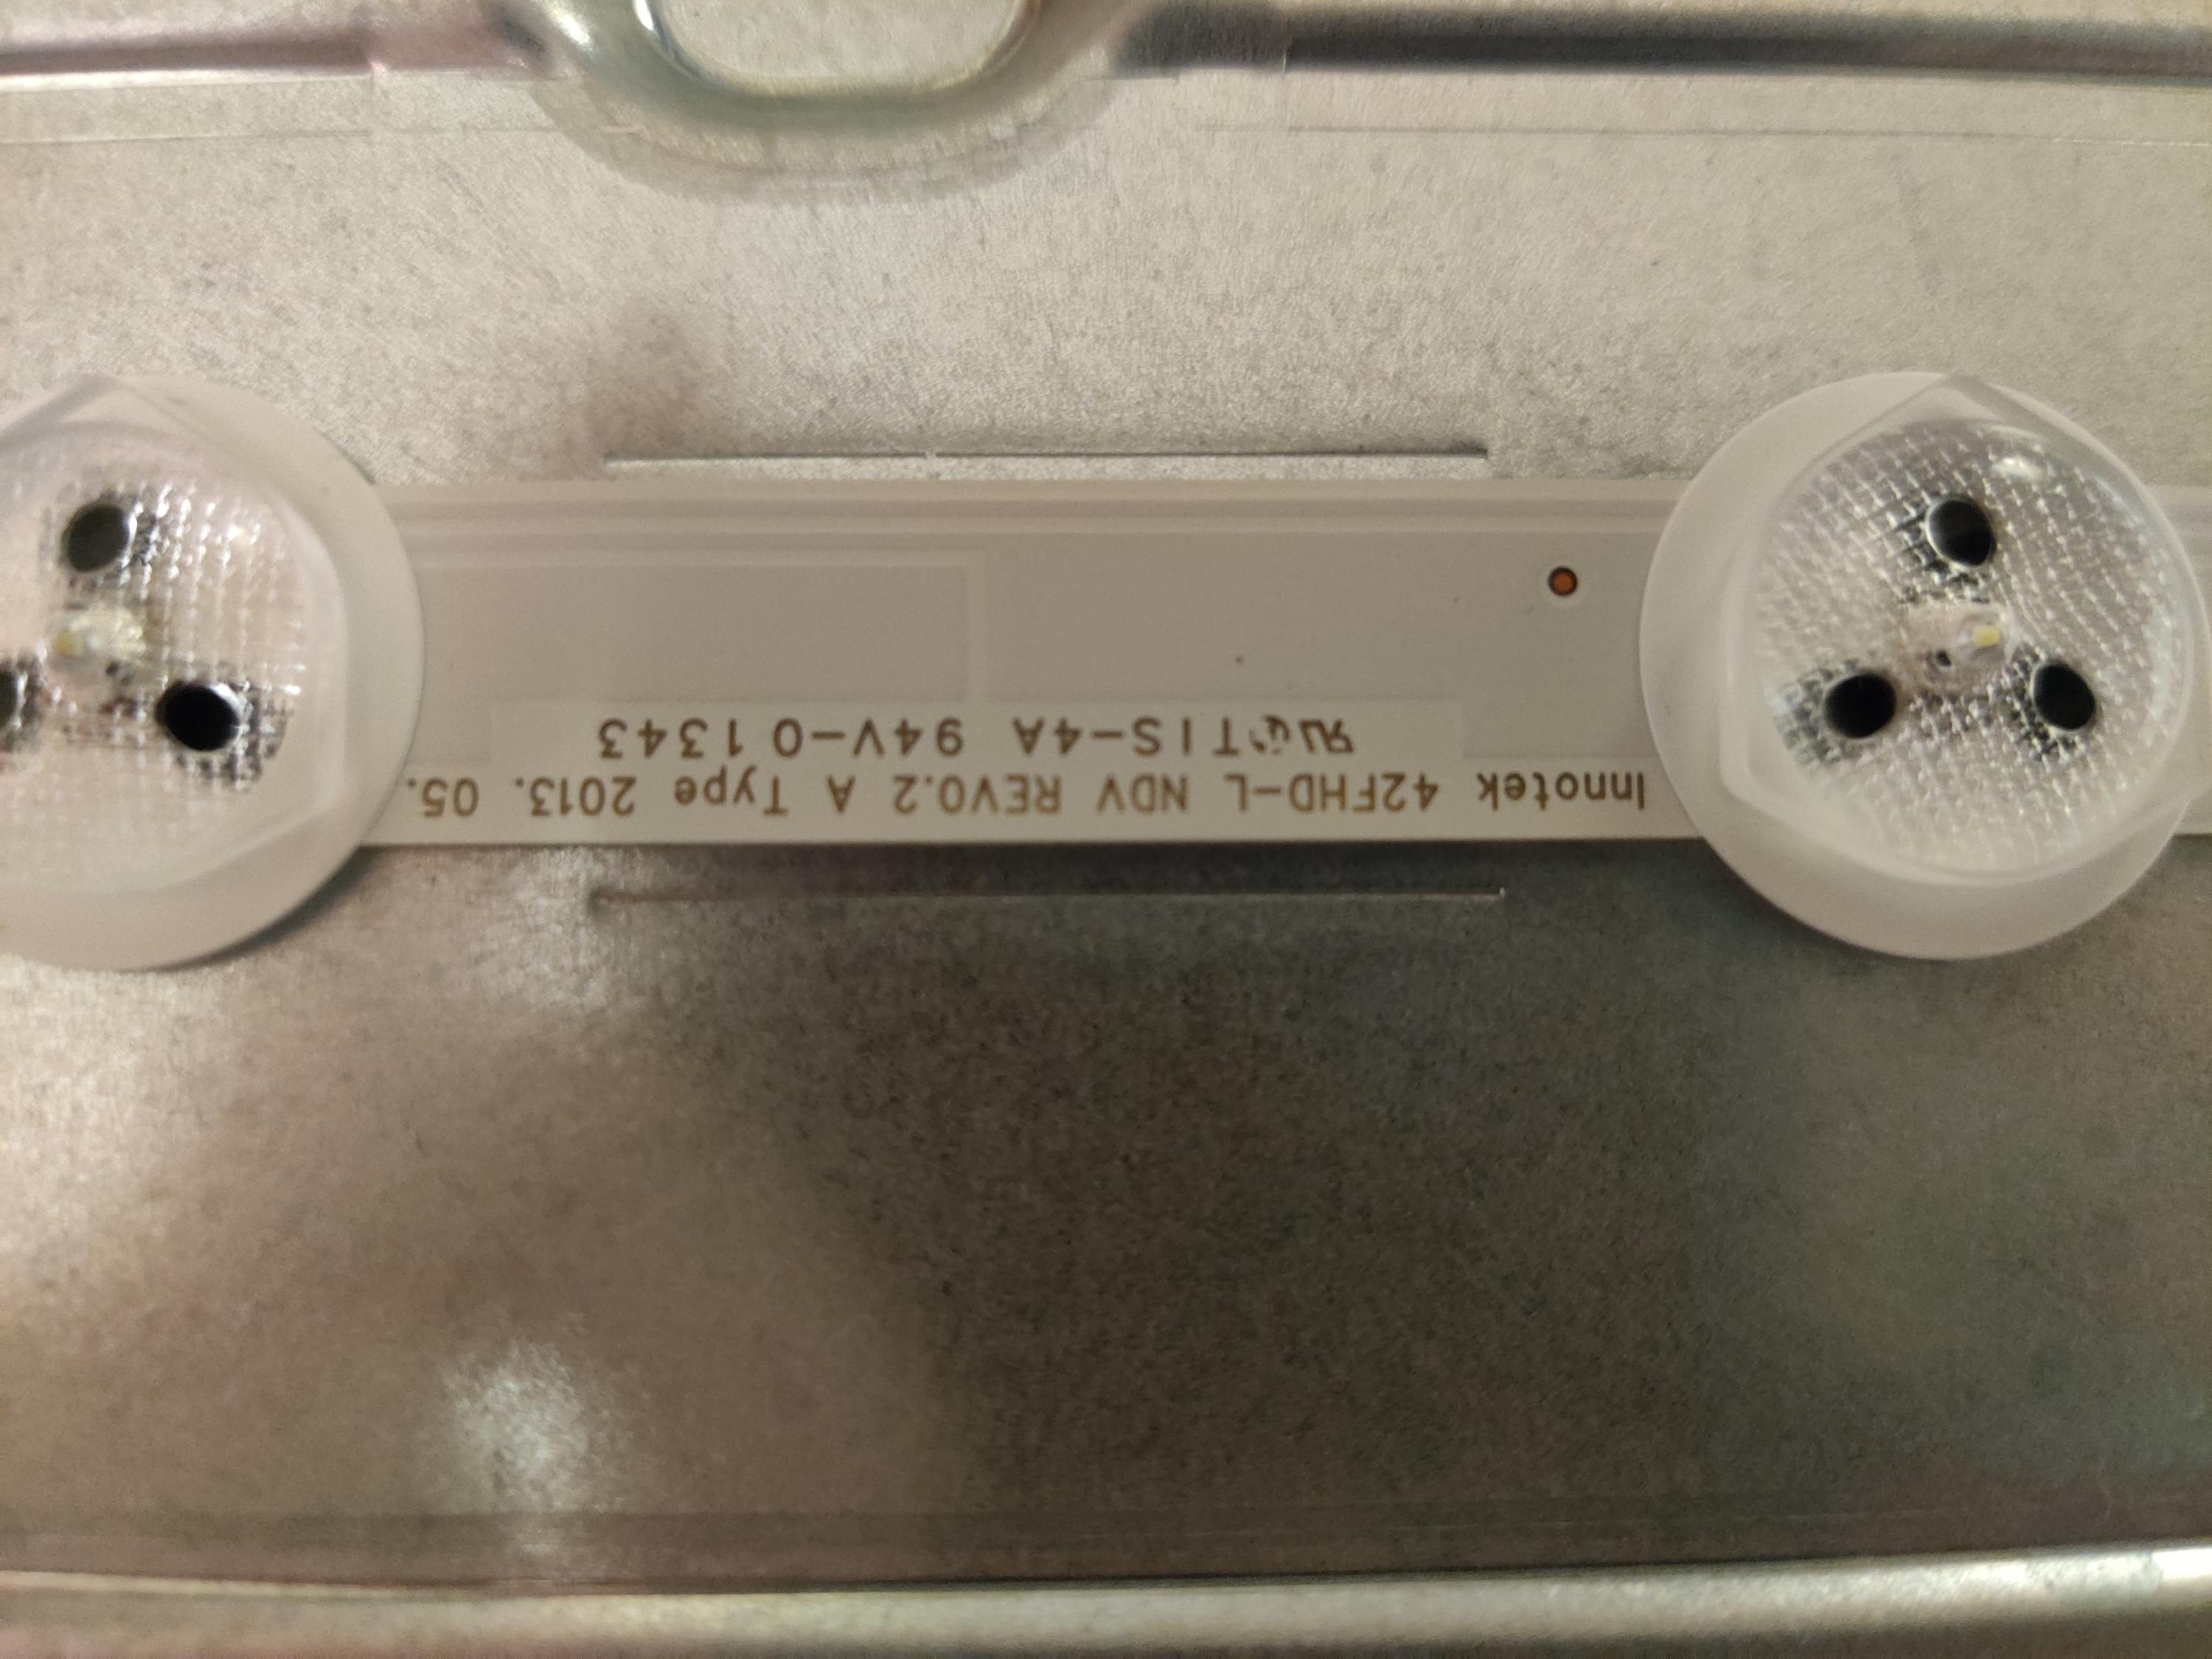 Innotek 42FHD-L NDV REV0.2 A Type 2013. 05.
TIS-4A 94V-0 1343